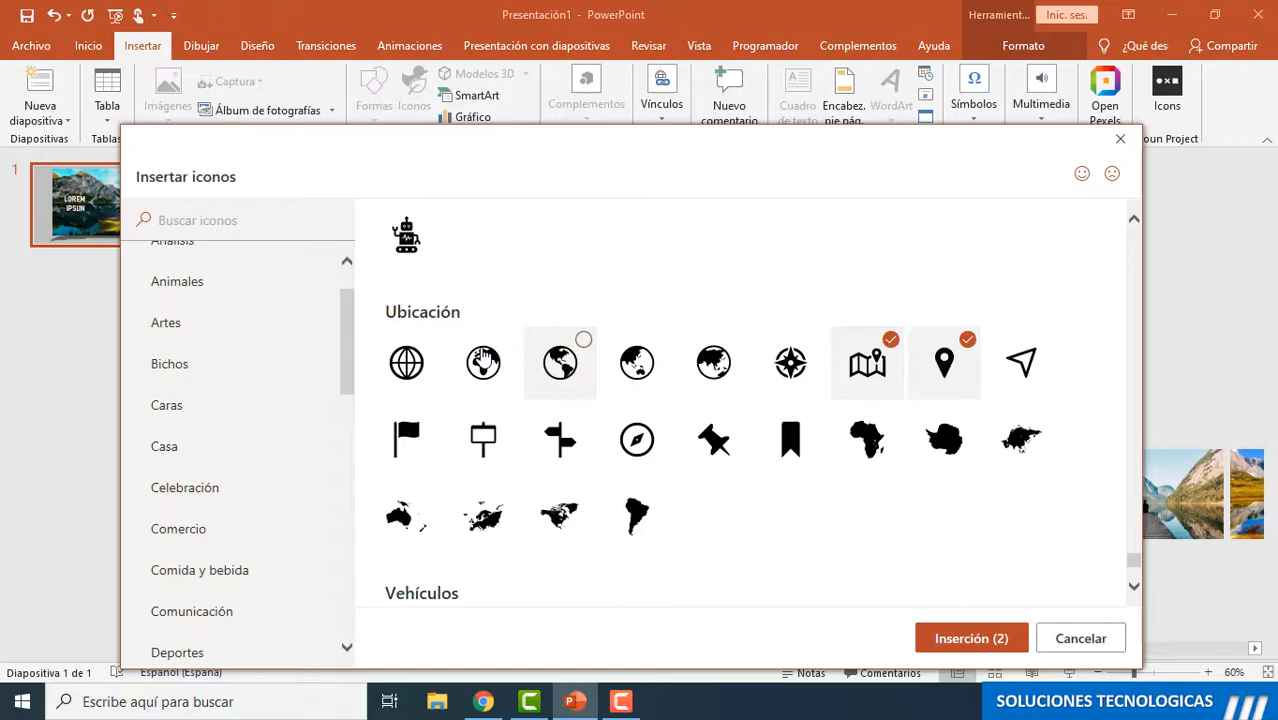 Presentación1 - PowerPoint
Herramient...
Inic. ses.
Archivo
Inicio
Insertar
Dibujar
Diseño
Transiciones
Animaciones
Presentación con diapositivas
Revisar
Vista
Programador
Complementos
Ayuda
Formato
¿Qué des
Compartir
Nueva
diapositiva
Diapositivas
Tabla
Tablas
Imágenes
Captura
Álbum de fotografías
Formas
Iconos
Modelos 3D
SmartArt
Gráfico
Complementos
Vínculos
Nuevo
comentario
Cuadro
de texto
Encabez.
pie pág.
WordArt
Símbolos
Multimedia
Open
Pexels
Icons
oun Project
1
LOREM
IPSUN
Insertar iconos
Buscar iconos
Análisis
Animales
Artes
Bichos
Caras
Casa
Celebración
Comercio
Comida y bebida
Comunicación
Deportes
Ubicación
Vehículos
Inserción (2)
Cancelar
Diapositiva 1 de 1
Español (España)
Notas
Comentarios
60%
Escribe aquí para buscar
SOLUCIONES TECNOLOGICAS